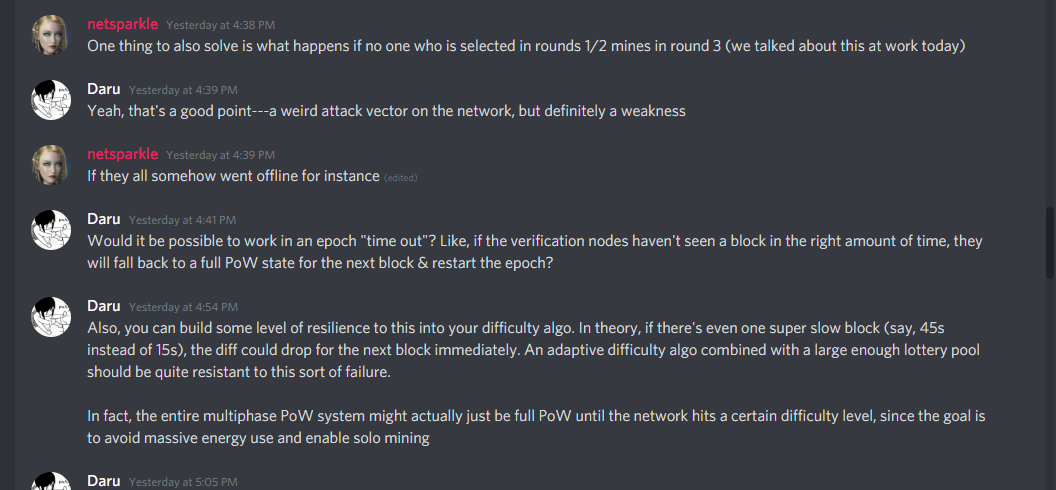 netsparkle Yesterday at 4:38 PM
One thing to also solve is what happens if no one who is selected in rounds 1/2 mines in round 3 (we talked about this at work today)
Daru Yesterday at 4:39 PM
Yeah, that's a good point---a weird attack vector on the network, but definitely a weakness
netsparkle Yesterday at 4:39 PM
If they all somehow went offline for instance (edited)
Daru Yesterday at 4:41 PM
Would it be possible to work in an epoch "time out"? Like, if the verification nodes haven't seen a block in the right amount of time, they
will fall back to a full PoW state for the next block & restart the epoch?
Daru Yesterday at 4:54 PM
Also, you can build some level of resilience to this into your difficulty algo. In theory, if there's even one super slow block (say, 45s
instead of 15s), the diff could drop for the next block immediately. An adaptive difficulty algo combined with a large enough lottery pool
should be quite resistant to this sort of failure.
In fact, the entire multiphase PoW system might actually just be full PoW until the network hits a certain difficulty level, since the goal is
to avoid massive energy use and enable solo mining
Daru Yesterday at 5:05 PM